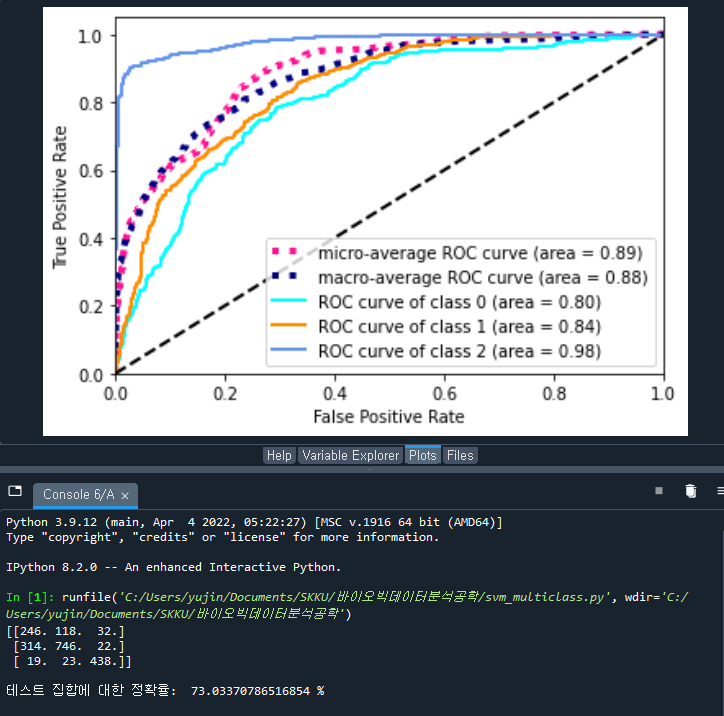 1.0
0.8
0.6
0.4
0.2
0.0
True Positive Rate
micro-average ROC curve (area = 0.89)
macro-average ROC curve (area = 0.88)
ROC curve of class 0 (area = 0.80)
ROC curve of class 1 (area = 0.84)
ROC curve of class 2 (area = 0.98)
0.0 0.2 0.4 0.6 0.8 1.0
False Positive Rate
Help Variable Explorer Plots Files
Console 6/A ×
Python 3.9.12 (main, Apr  4 2022, 05:22:27) [MSC v.1916 64 bit (AMD64)]
Type "copyright", "credits" or "license" for more information.
IPython 8.2.0 -- An enhanced Interactive Python.
In [1]: runfile('C:/Users/yujin/Documents/SKKU/바이오빅데이터분석공학/svm_multiclass.py', wdir='C:/
Users/yujin/Documents/SKKU/바이오빅데이터분석공학')
[[246. 118.  32.]
 [314. 746.  22.]
 [ 19.  23. 438.]]
테스트 집합에 대한 정확률:  73.03370786516854 %